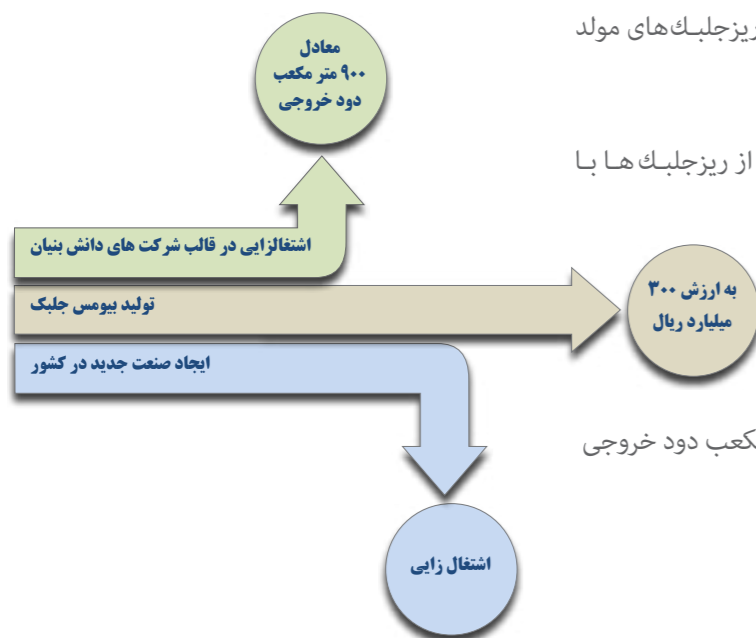 ریزجلبک‌های مولد
معادل
۹۰۰ متر مکعب
دود خروجی
از ریزجلبک‌ها با
اشتغالزایی در قالب شرکت های دانش بنیان
به ارزش ۳۰۰
میلیارد ریال
تولید بیومس جلبک
ایجاد صنعت جدید در کشور
دود خروجی
اشتغال زایی